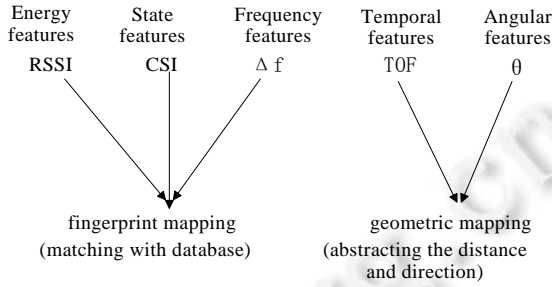 Energy features
State features
Frequency features
Temporal features
Angular features
RSSI
CSI
Δf
TOF
θ
fingerprint mapping
(matching with database)
geometric mapping
(abstracting the distance
and direction)